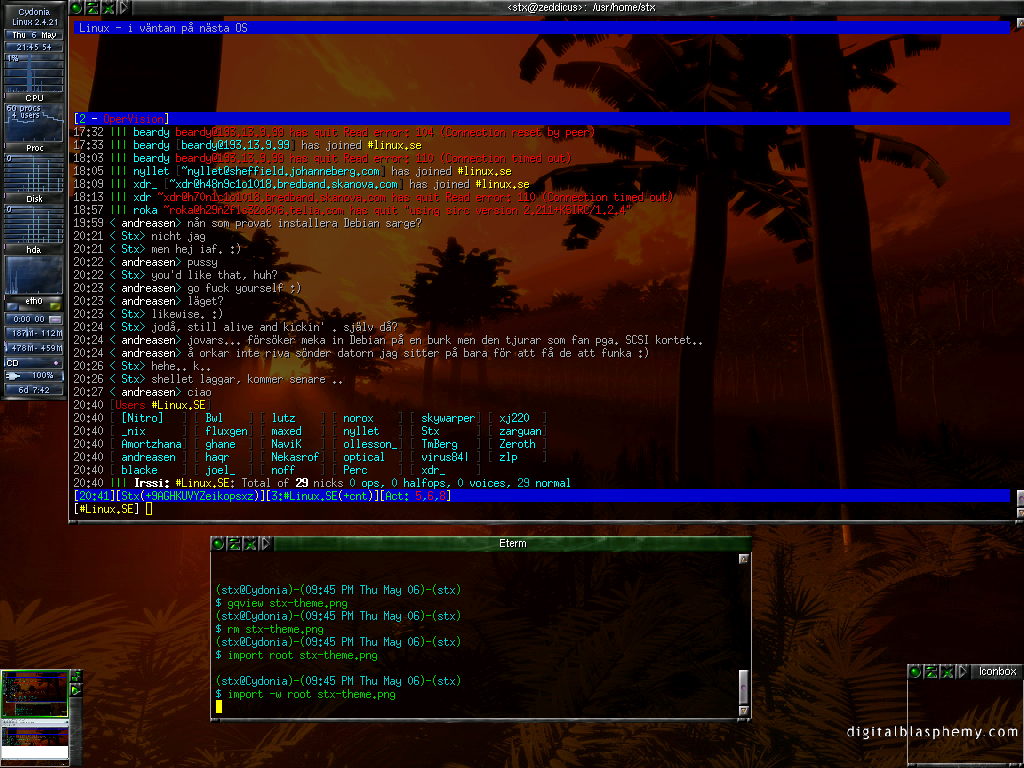 Cydonia
Linux 2.4.21
Thu 6 May
21:45 54
1%
CPU
60 procs
4 users
Proc
0
Disk
0
hda
eth0
0:00 00
187M- 112M
478M- 459M
CD
100%
6d 7:42
<stx@zeddicus>: /usr/home/stx
Linux - i väntan på nästa OS
[2 - OperVision]
17:32 ||| beardy beardy@193.13.9.99 has quit Read error: 104 (Connection reset by peer)
17:33 ||| beardy [beardy@193.13.9.99] has joined #linux.se
18:03 ||| beardy beardy@193.13.9.99 has quit Read error: 110 (Connection timed out)
18:05 ||| nyllet [~nyllet@sheffield.johanneberg.com] has joined #linux.se
18:09 ||| xdr_ [~xdr@h48n9c1o1018.bredband.skanova.com] has joined #linux.se
18:13 ||| xdr ~xdr@h70n1c1o1018.bredband.skanova.com has quit Read error: 110 (Connection timed out)
18:57 ||| roka has quit "using sirc version 2.211+KSIRC/1.2.4"
19:59 < andreasen> nån som provat installera Debian sarge?
20:21 < Stx> nicht jag
20:21 < Stx> men hej iaf. :)
20:22 < andreasen> pussy
20:22 < Stx> you'd like that, huh?
20:23 < andreasen> go fuck yourself ;)
20:23 < andreasen> läget?
20:23 < Stx> likewise. :)
20:24 < Stx> jodå, still alive and kickin' . själv då?
20:24 < andreasen> jovars... försöker meka in Debian på en burk men den tjurar som fan pga. SCSI kortet..
20:24 < andreasen> å orkar inte riva sönder datorn jag sitter på bara för att få de att funka :)
20:26 < Stx> hehe.. k..
20:26 < Stx> shellet laggar, kommer senare ..
20:27 < andreasen> ciao
20:40 [Users #Linux.SE]
20:40 [ [Nitro] ] [ Bwl ] [ lutz ] [ norox ] [ skywarper] [ xj220 ]
20:40 [ _nix ] [ fluxgen ] [ maxed ] [ nyllet ] [ Stx ] [ zarguan ]
20:40 [ Amortzhana] [ ghane ] [ NaviK ] [ ollesson_ ] [ TmBerg ] [ Zeroth ]
20:40 [ andreasen ] [ haqr ] [ Nekasrof ] [ optical ] [ virus84| ] [ zlp ]
20:40 [ blacke ] [ joel_ ] [ noff ] [ Perc ] [ xdr_ ]
20:40 ||| Irssi: #Linux.SE: Total of 29 nicks 0 ops, 0 halfops, 0 voices, 29 normal
[20:41][Stx(+9AGHKUVYZeikopsxz)][3:#Linux.SE(+cnt)][Act: 5,6,8]
[#Linux.SE]
Eterm
(stx@Cydonia)-(09:45 PM Thu May 06)-(stx)
$ gqview stx-theme.png
(stx@Cydonia)-(09:45 PM Thu May 06)-(stx)
$ rm stx-theme.png
(stx@Cydonia)-(09:45 PM Thu May 06)-(stx)
$ import root stx-theme.png
(stx@Cydonia)-(09:45 PM Thu May 06)-(stx)
$ import -w root stx-theme.png
Iconbox
digitalblasphemy.com